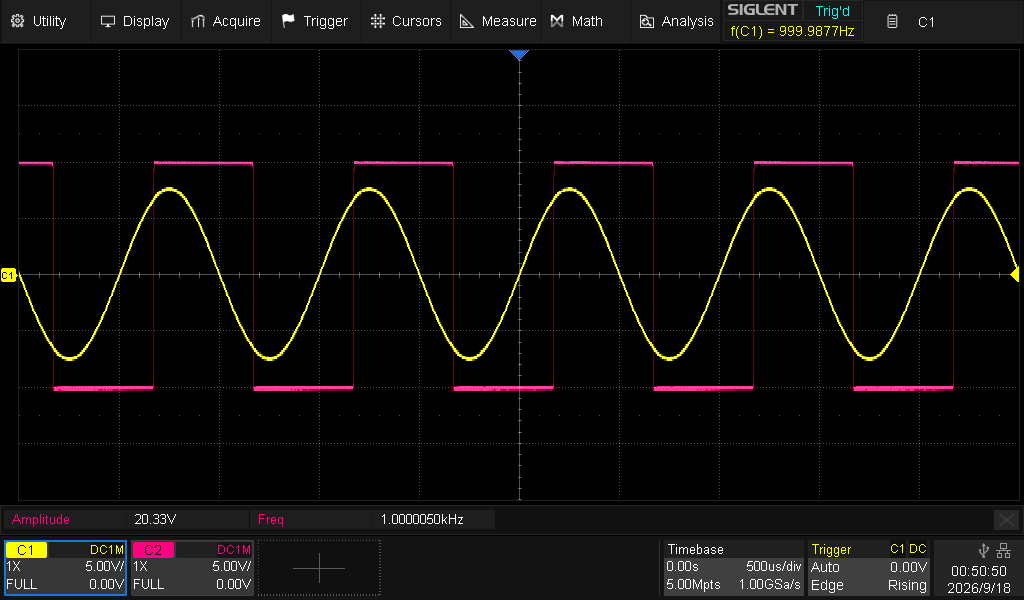 Utility Display Acquire Trigger Cursors Measure Math Analysis SIGLENT Trig'd C1
f(C1) = 999.9877Hz
C1
Amplitude 20.33V Freq 1.0000050kHz
C1 DC1M C2 DC1M Timebase Trigger C1 DC
1X 5.00V/ 1X 5.00V/ 0.00s 500us/div Auto 0.00V 00:50:50
FULL 0.00V FULL 0.00V 5.00Mpts 1.00GSa/s Edge Rising 2026/9/18